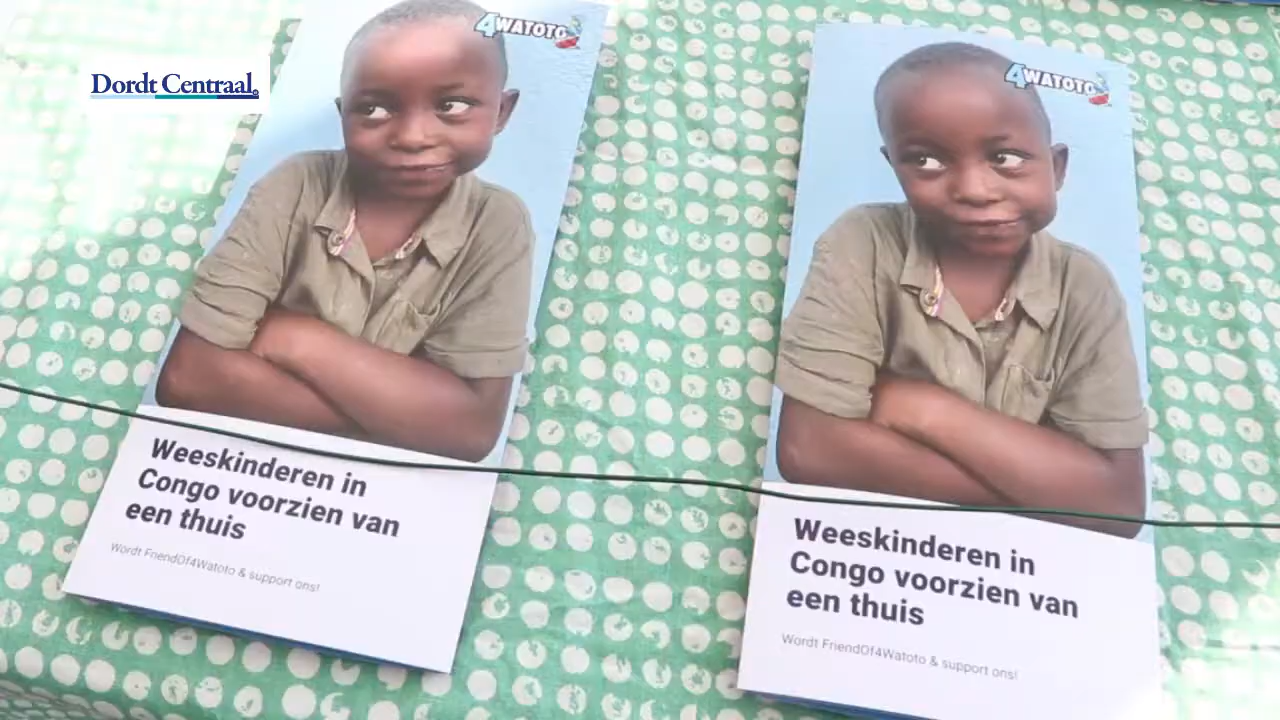 Dordt Centraal
4WATOTO
Weeskinderen in
Congo voorzien van
een thuis
Wordt FriendOf4Watoto & support ons!
4WATOTO
Weeskinderen in
Congo voorzien van
een thuis
Wordt FriendOf4Watoto & support ons!